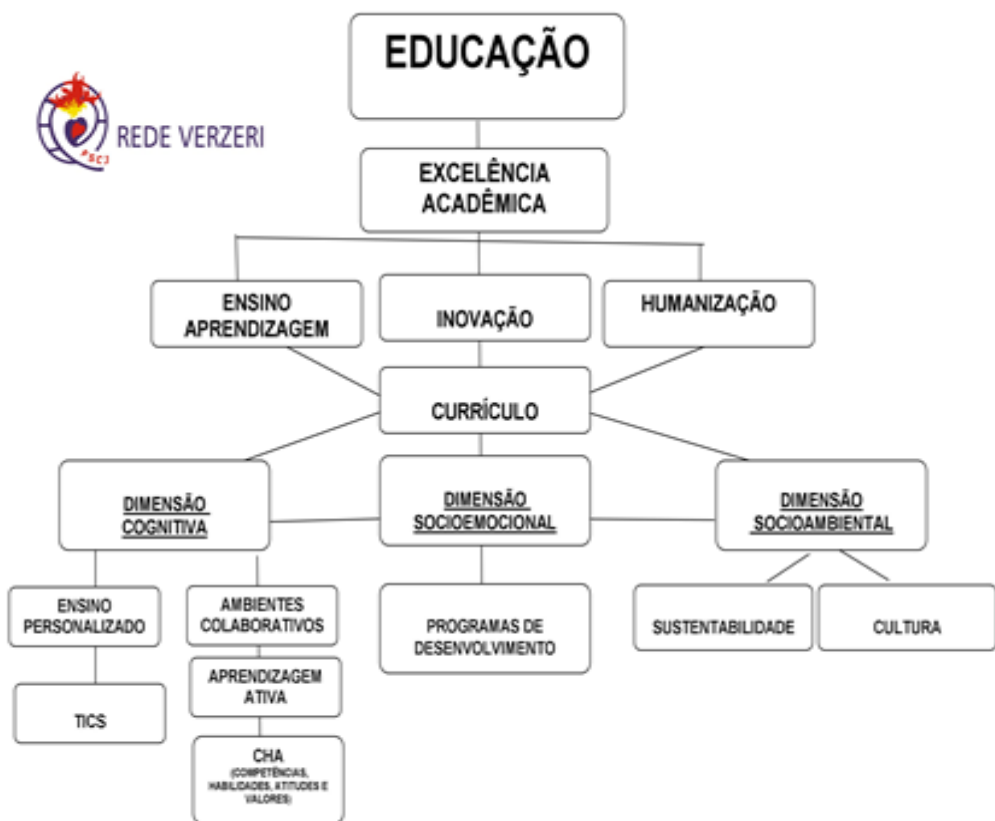 EDUCAÇÃO
REDE VERZERI
PSCJ
EXCELÊNCIA
ACADÊMICA
ENSINO
APRENDIZAGEM
INOVAÇÃO
HUMANIZAÇÃO
CURRÍCULO
DIMENSÃO
COGNITIVA
DIMENSÃO
SOCIOEMOCIONAL
DIMENSÃO
SOCIOAMBIENTAL
ENSINO
PERSONALIZADO
AMBIENTES
COLABORATIVOS
PROGRAMAS DE
DESENVOLVIMENTO
SUSTENTABILIDADE
CULTURA
TICS
APRENDIZAGEM
ATIVA
CHA
(COMPETÊNCIAS,
HABILIDADES, ATITUDES E
VALORES)